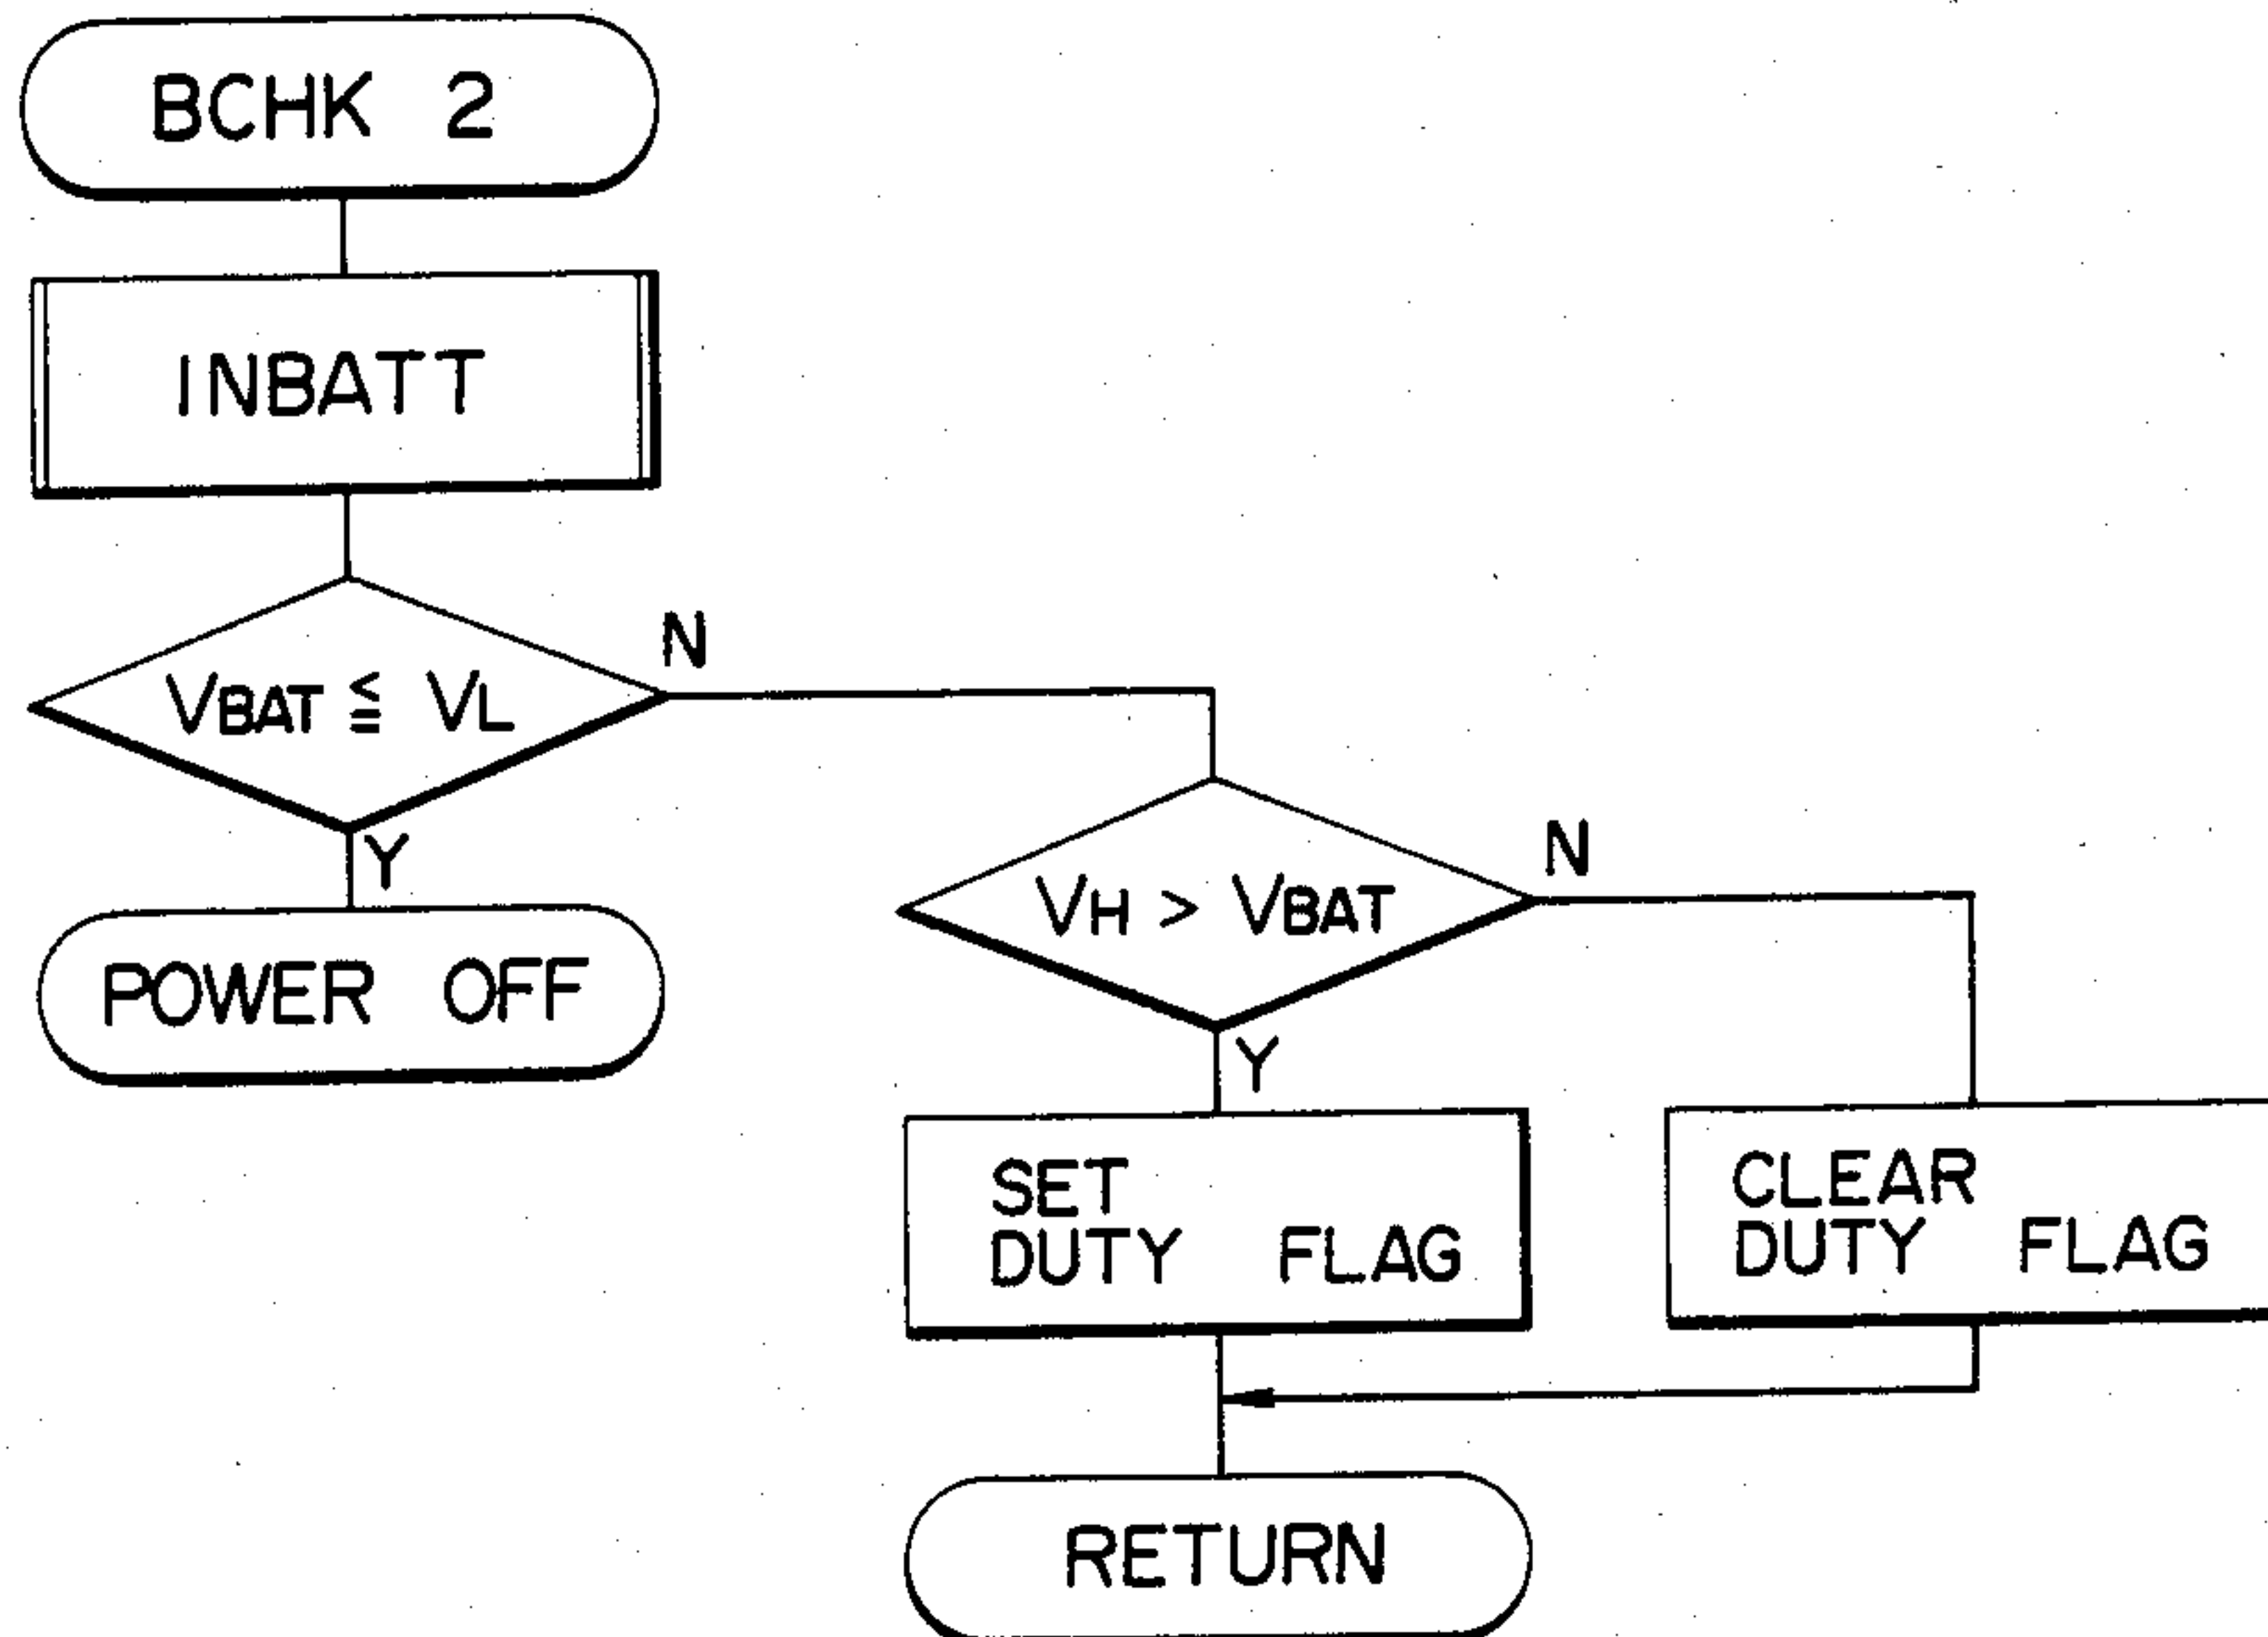 BCHK 2
INBATT
VBAT ≦ VL
N
Y
POWER OFF
VH > VBAT
N
Y
SET
DUTY FLAG
CLEAR
DUTY FLAG
RETURN